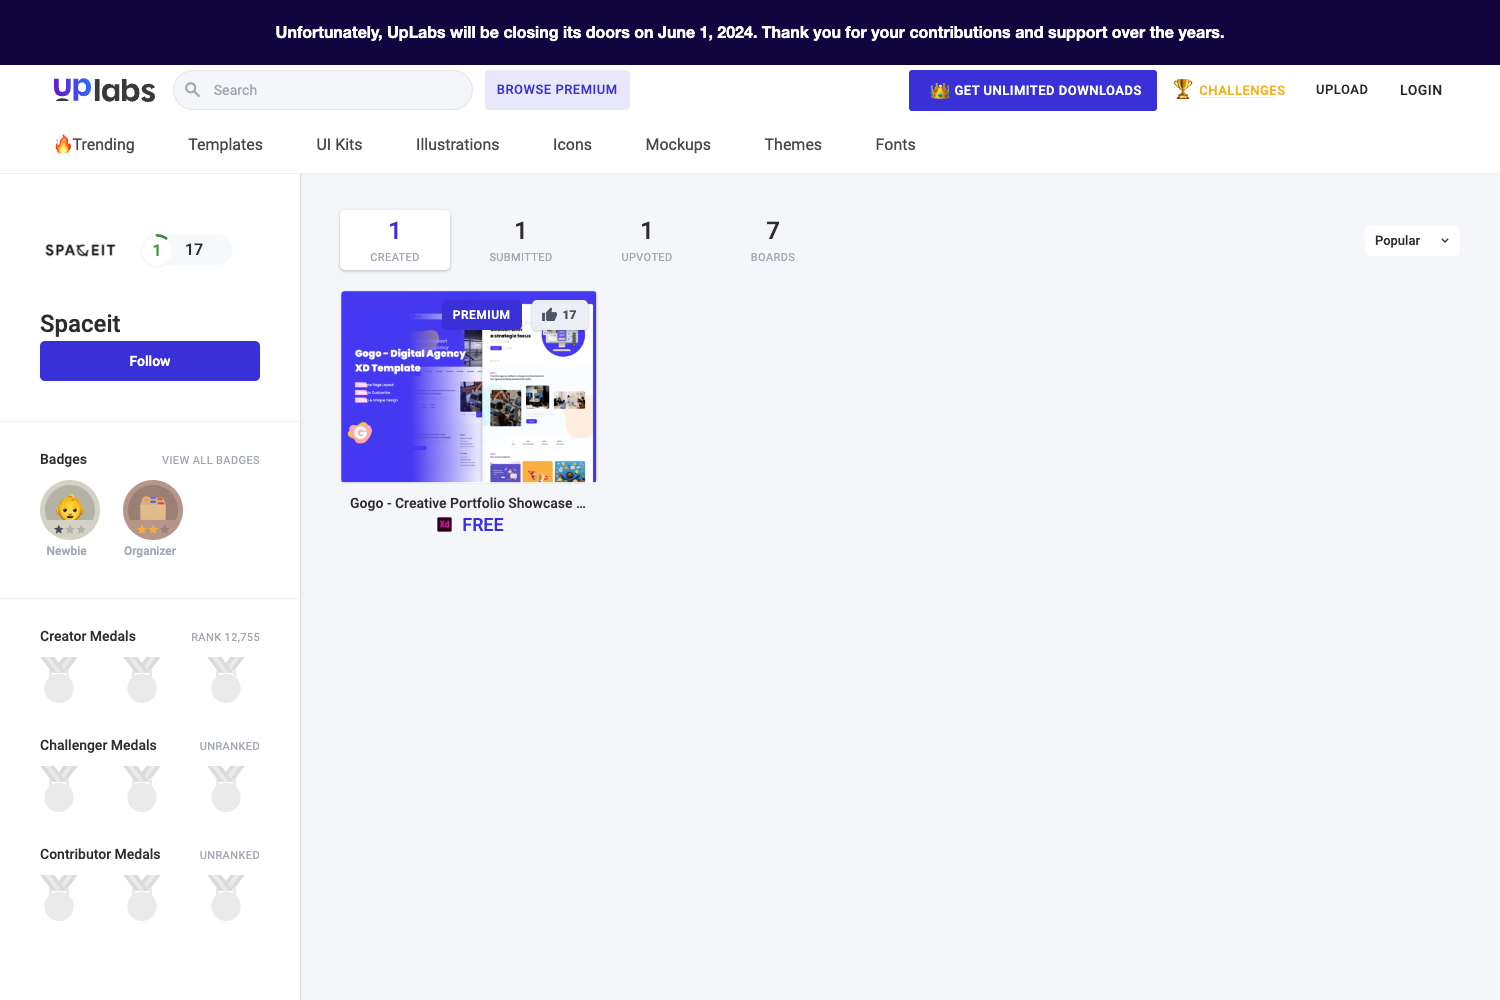 Unfortunately, UpLabs will be closing its doors on June 1, 2024. Thank you for your contributions and support over the years.
uplabs
Search
BROWSE PREMIUM
GET UNLIMITED DOWNLOADS
CHALLENGES
UPLOAD
LOGIN
Trending
Templates
UI Kits
Illustrations
Icons
Mockups
Themes
Fonts
SPACEIT
1
17
Spaceit
Follow
Badges
VIEW ALL BADGES
Newbie
Organizer
Creator Medals
RANK 12,755
Challenger Medals
UNRANKED
Contributor Medals
UNRANKED
1
CREATED
1
SUBMITTED
1
UPVOTED
7
BOARDS
Popular
PREMIUM
17
a strategic focus
Gogo - Digital Agency
XD Template
Gogo - Creative Portfolio Showcase ...
Xd
FREE